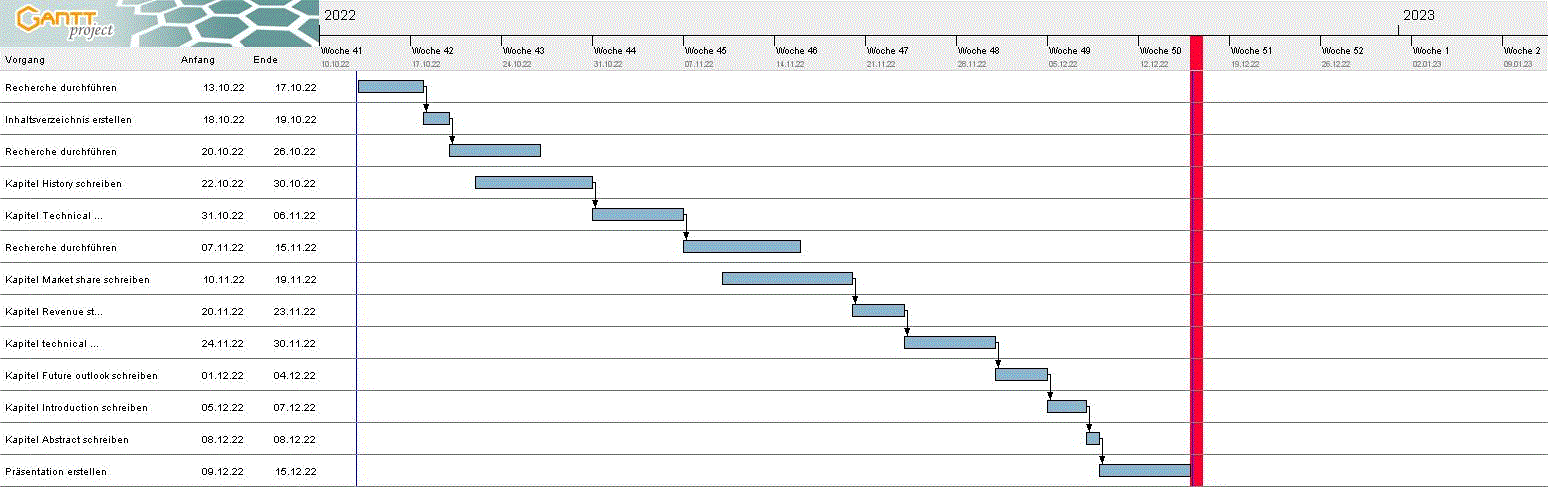 GANTT
project
2022 2023
Woche 41 Woche 42 Woche 43 Woche 44 Woche 45 Woche 46 Woche 47 Woche 48 Woche 49 Woche 50 Woche 51 Woche 52 Woche 1 Woche 2
Vorgang Anfang Ende 10.10.22 17.10.22 24.10.22 31.10.22 07.11.22 14.11.22 21.11.22 28.11.22 05.12.22 12.12.22 19.12.22 26.12.22 02.01.23 09.01.23
Recherche durchführen 13.10.22 17.10.22
Inhaltsverzeichnis erstellen 18.10.22 19.10.22
Recherche durchführen 20.10.22 26.10.22
Kapitel History schreiben 22.10.22 30.10.22
Kapitel Technical ... 31.10.22 06.11.22
Recherche durchführen 07.11.22 15.11.22
Kapitel Market share schreiben 10.11.22 19.11.22
Kapitel Revenue st... 20.11.22 23.11.22
Kapitel technical ... 24.11.22 30.11.22
Kapitel Future outlook schreiben 01.12.22 04.12.22
Kapitel Introduction schreiben 05.12.22 07.12.22
Kapitel Abstract schreiben 08.12.22 08.12.22
Präsentation erstellen 09.12.22 15.12.22